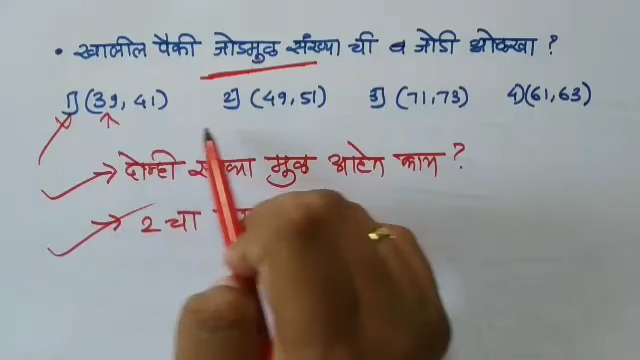 • खालील पैकी जोडमुळ संख्या ची व जोडी ओळखा ?
1) (39, 41) 2) (49, 51) 3) (71, 73) 4) (61, 63)
दोन्ही संख्या मुळ आहेत काय ?
2 चा